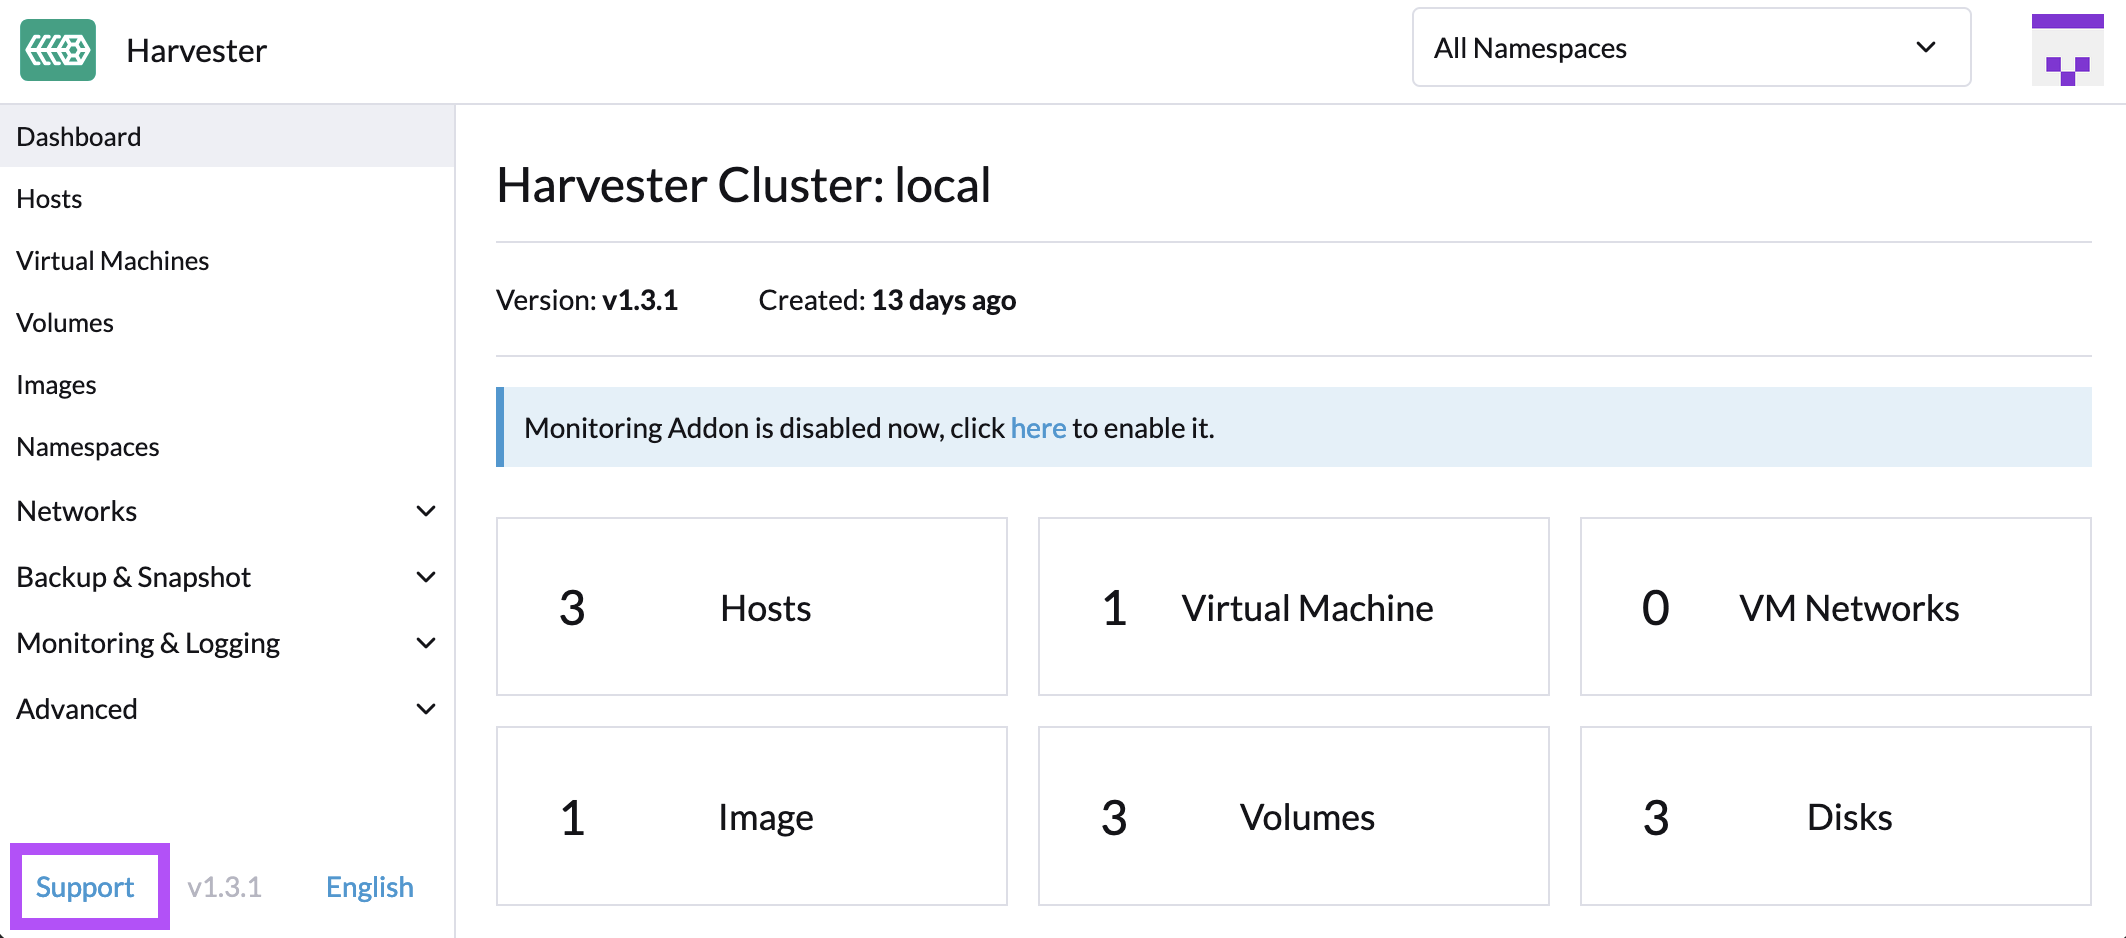 Harvester
All Namespaces
Dashboard
Hosts
Virtual Machines
Volumes
Images
Namespaces
Networks
Backup & Snapshot
Monitoring & Logging
Advanced
Support v1.3.1 English
Harvester Cluster: local
Version: v1.3.1 Created: 13 days ago
Monitoring Addon is disabled now, click here to enable it.
3 Hosts
1 Virtual Machine
0 VM Networks
1 Image
3 Volumes
3 Disks